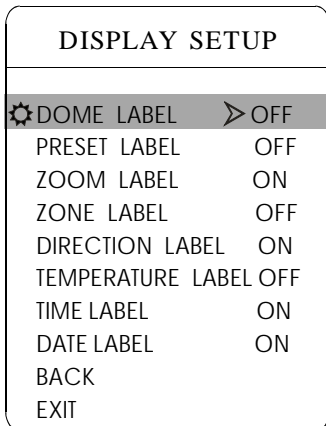 DISPLAY SETUP
DOME LABEL OFF
PRESET LABEL OFF
ZOOM LABEL ON
ZONE LABEL OFF
DIRECTION LABEL ON
TEMPERATURE LABEL OFF
TIME LABEL ON
DATE LABEL ON
BACK
EXIT